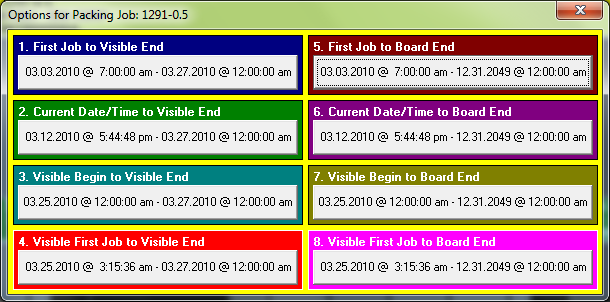 Options for Packing Job: 1291-0.5
1. First Job to Visible End
03.03.2010 @  7:00:00 am - 03.27.2010 @ 12:00:00 am
5. First Job to Board End
03.03.2010 @  7:00:00 am - 12.31.2049 @ 12:00:00 am
2. Current Date/Time to Visible End
03.12.2010 @  5:44:48 pm - 03.27.2010 @ 12:00:00 am
6. Current Date/Time to Board End
03.12.2010 @  5:44:48 pm - 12.31.2049 @ 12:00:00 am
3. Visible Begin to Visible End
03.25.2010 @ 12:00:00 am - 03.27.2010 @ 12:00:00 am
7. Visible Begin to Board End
03.25.2010 @ 12:00:00 am - 12.31.2049 @ 12:00:00 am
4. Visible First Job to Visible End
03.25.2010 @  3:15:36 am - 03.27.2010 @ 12:00:00 am
8. Visible First Job to Board End
03.25.2010 @  3:15:36 am - 12.31.2049 @ 12:00:00 am